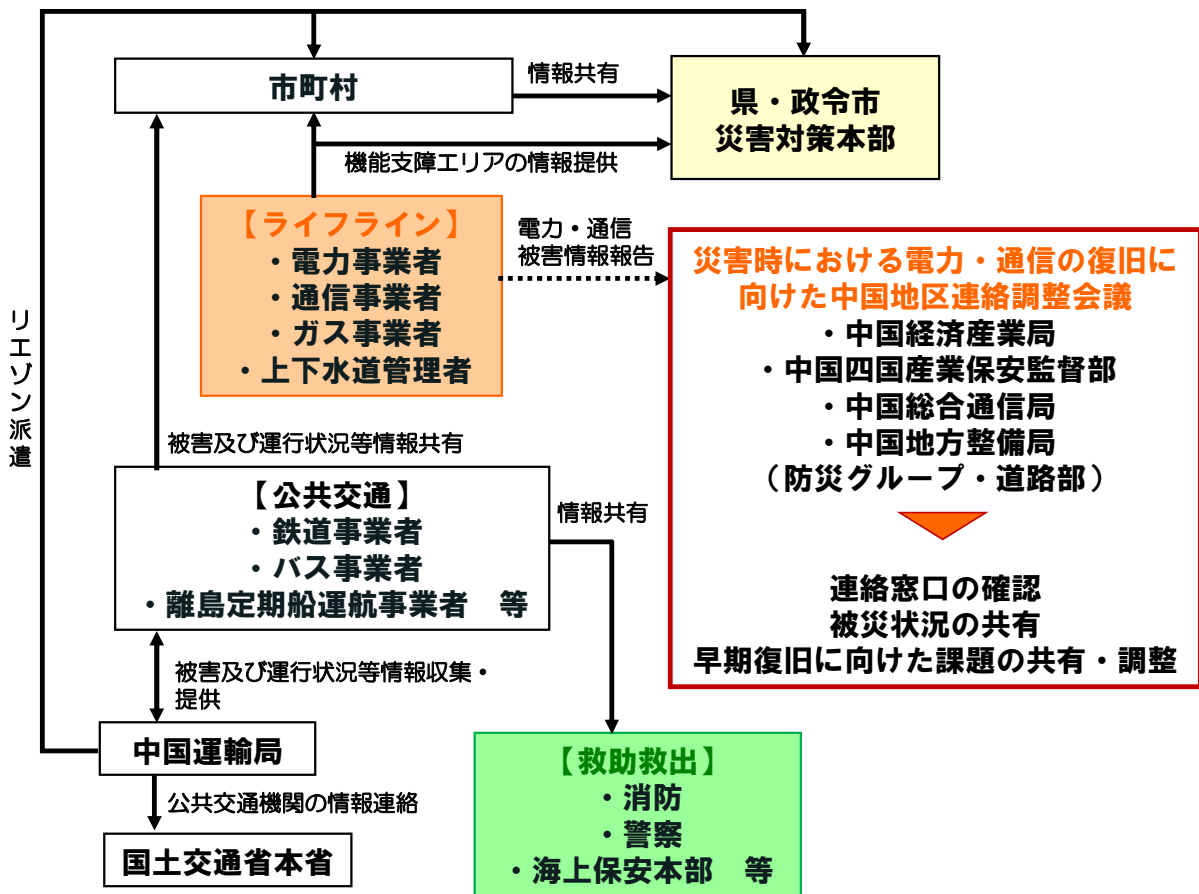 市町村
情報共有
県・政令市
災害対策本部
機能支障エリアの情報提供
【ライフライン】
・電力事業者
・通信事業者
・ガス事業者
・上下水道管理者
電力・通信
被害情報報告
災害時における電力・通信の復旧に
向けた中国地区連絡調整会議
・中国経済産業局
・中国四国産業保安監督部
・中国総合通信局
・中国地方整備局
（防災グループ・道路部）
連絡窓口の確認
被災状況の共有
早期復旧に向けた課題の共有・調整
リエゾン派遣
被害及び運行状況等情報共有
【公共交通】
・鉄道事業者
・バス事業者
・離島定期船運航事業者　等
情報共有
被害及び運行状況等情報収集・
提供
中国運輸局
公共交通機関の情報連絡
国土交通省本省
【救助救出】
・消防
・警察
・海上保安本部　等